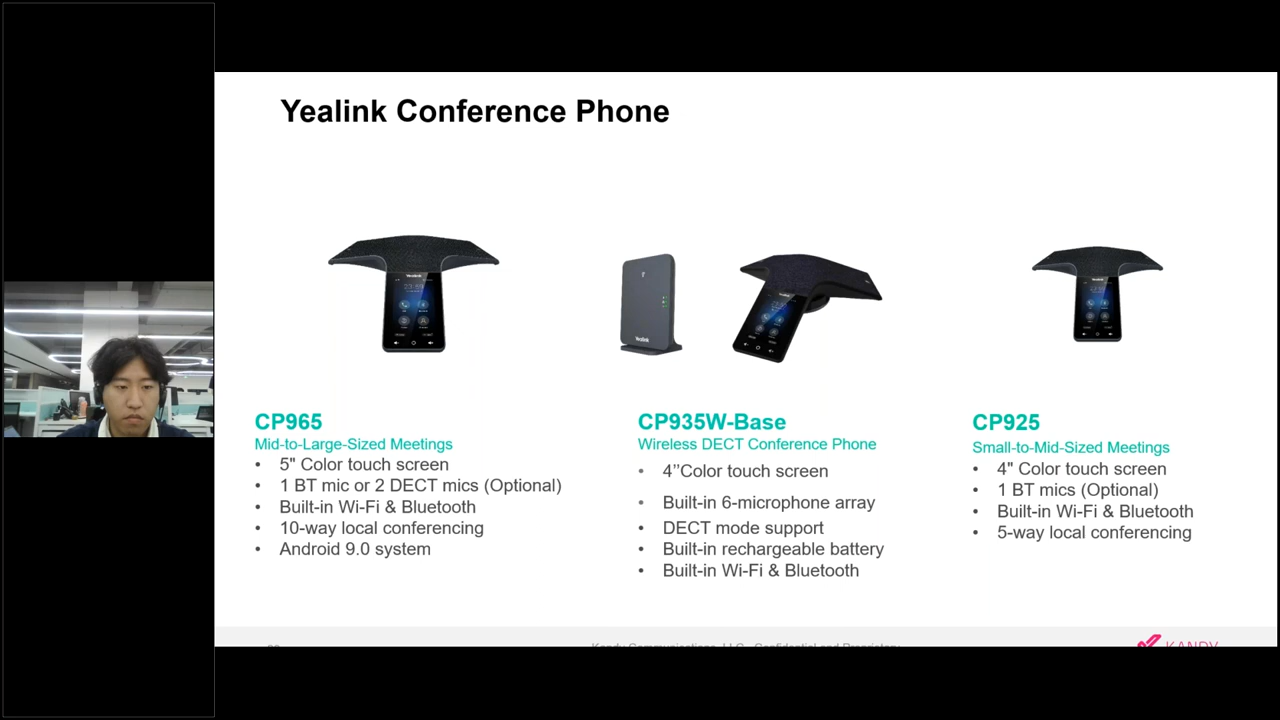 Yealink Conference Phone
CP965
Mid-to-Large-Sized Meetings
• 5" Color touch screen
• 1 BT mic or 2 DECT mics (Optional)
• Built-in Wi-Fi & Bluetooth
• 10-way local conferencing
• Android 9.0 system
Yealink
CP935W-Base
Wireless DECT Conference Phone
• 4’’Color touch screen
• Built-in 6-microphone array
• DECT mode support
• Built-in rechargeable battery
• Built-in Wi-Fi & Bluetooth
CP925
Small-to-Mid-Sized Meetings
• 4" Color touch screen
• 1 BT mics (Optional)
• Built-in Wi-Fi & Bluetooth
• 5-way local conferencing
Kandy Communications, LLC - Confidential and Proprietary
KANDY